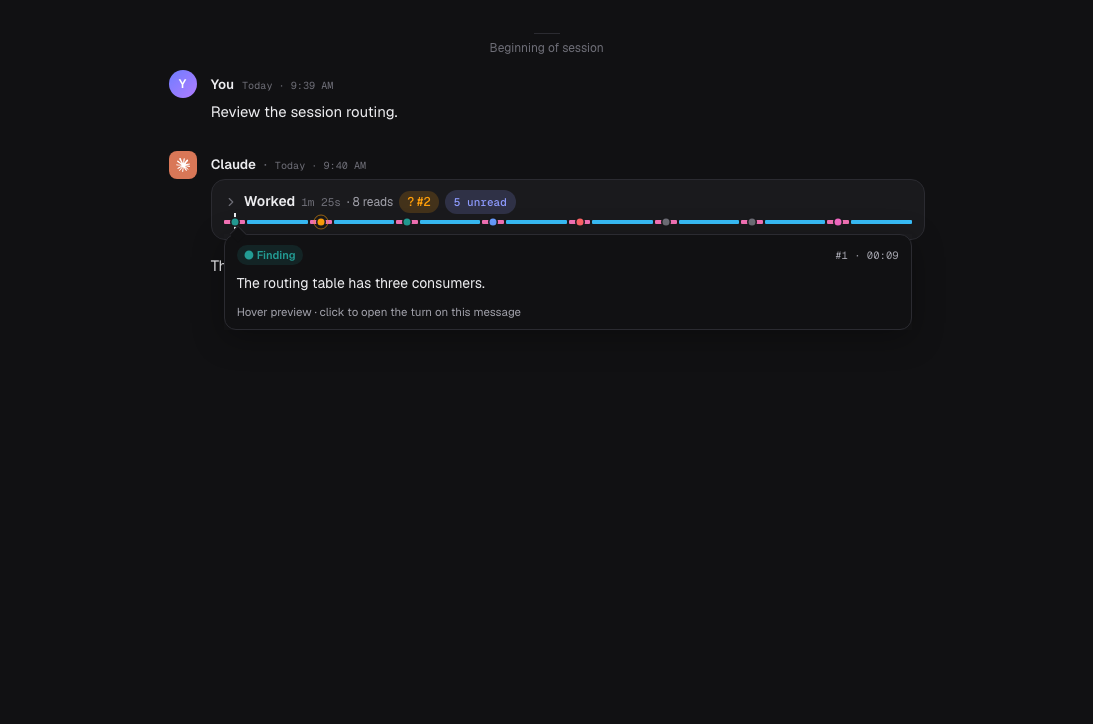 Beginning of session
Y You Today · 9:39 AM
Review the session routing.
Claude · Today · 9:40 AM
Worked 1m 25s · 8 reads ? #2 5 unread
Th
Finding #1 · 00:09
The routing table has three consumers.
Hover preview · click to open the turn on this message